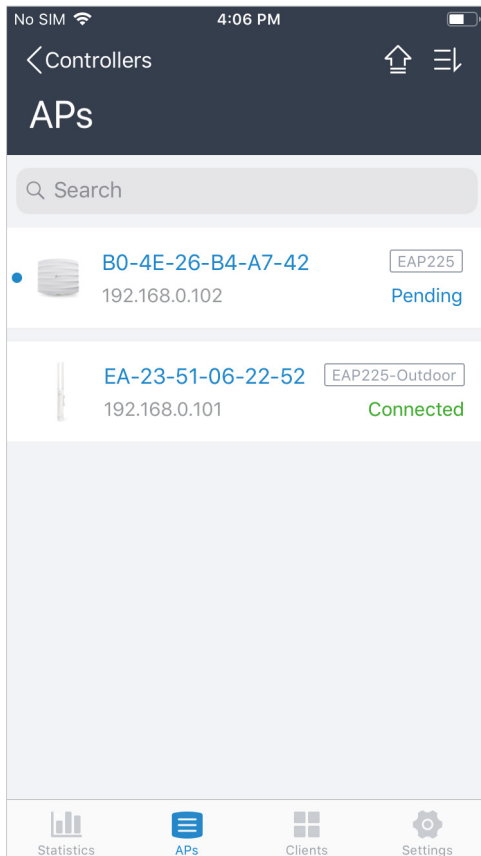 No SIM 4:06 PM
Controllers
APs
Search
B0-4E-26-B4-A7-42 EAP225
192.168.0.102 Pending
EA-23-51-06-22-52 EAP225-Outdoor
192.168.0.101 Connected
Statistics APs Clients Settings